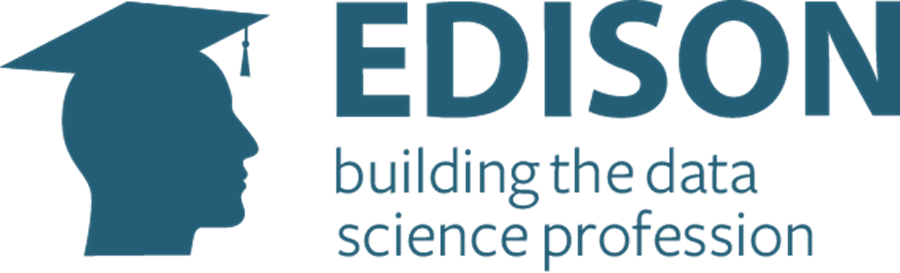 EDISON
building the data
science profession